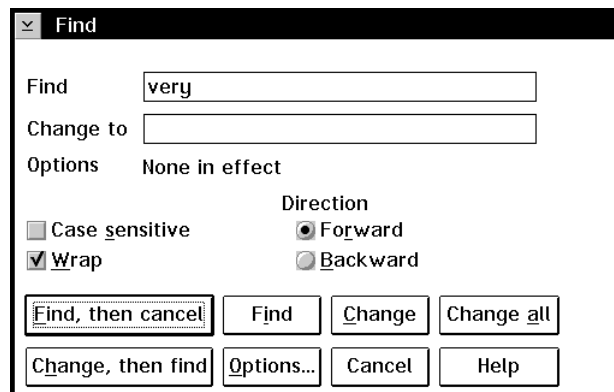 Find
Find very
Change to
Options None in effect
Direction
Case sensitive Forward
Wrap Backward
Find, then cancel Find Change Change all
Change, then find Options... Cancel Help